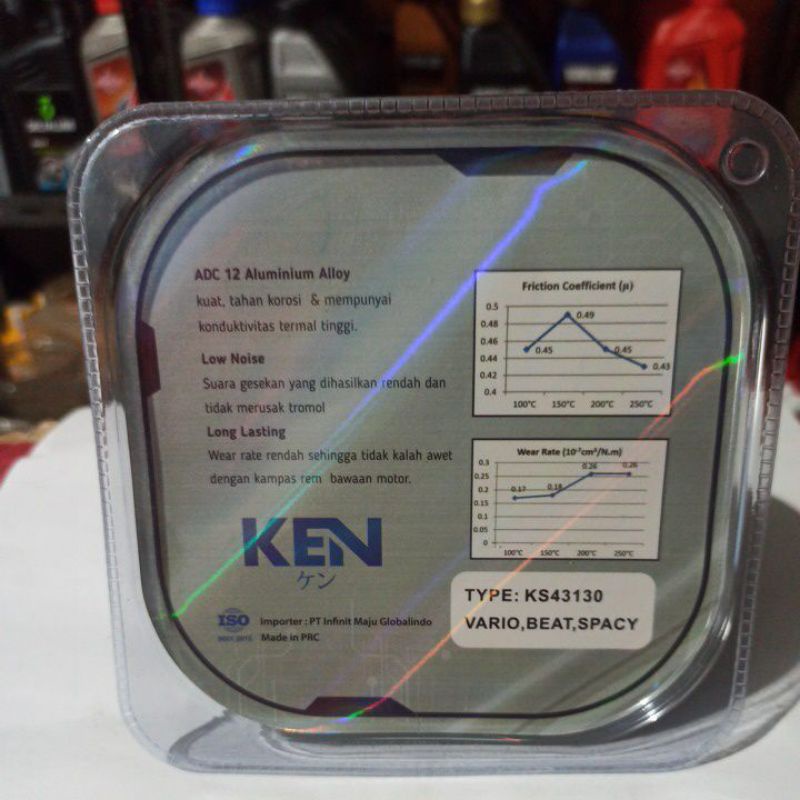 ADC 12 Aluminium Alloy
kuat, tahan korosi & mempunyai
konduktivitas termal tinggi.
Low Noise
Suara gesekan yang dihasilkan rendah dan
tidak merusak tromol
Long Lasting
Wear rate rendah sehingga tidak kalah awet
dengan kampas rem bawaan motor.
KEN
ケン
ISO
9001:2015
Importer : PT Infinit Maju Globalindo
Made in PRC
Friction Coefficient (µ)
0.5
0.48
0.46
0.44
0.42
0.4
0.45
0.49
0.45
0.43
100°C 150°C 200°C 250°C
Wear Rate (10⁻⁷cm³/N.m)
0.3
0.25
0.2
0.15
0.1
0.05
0
0.17
0.18
0.26
0.26
100°C 150°C 200°C 250°C
TYPE: KS43130
VARIO,BEAT,SPACY